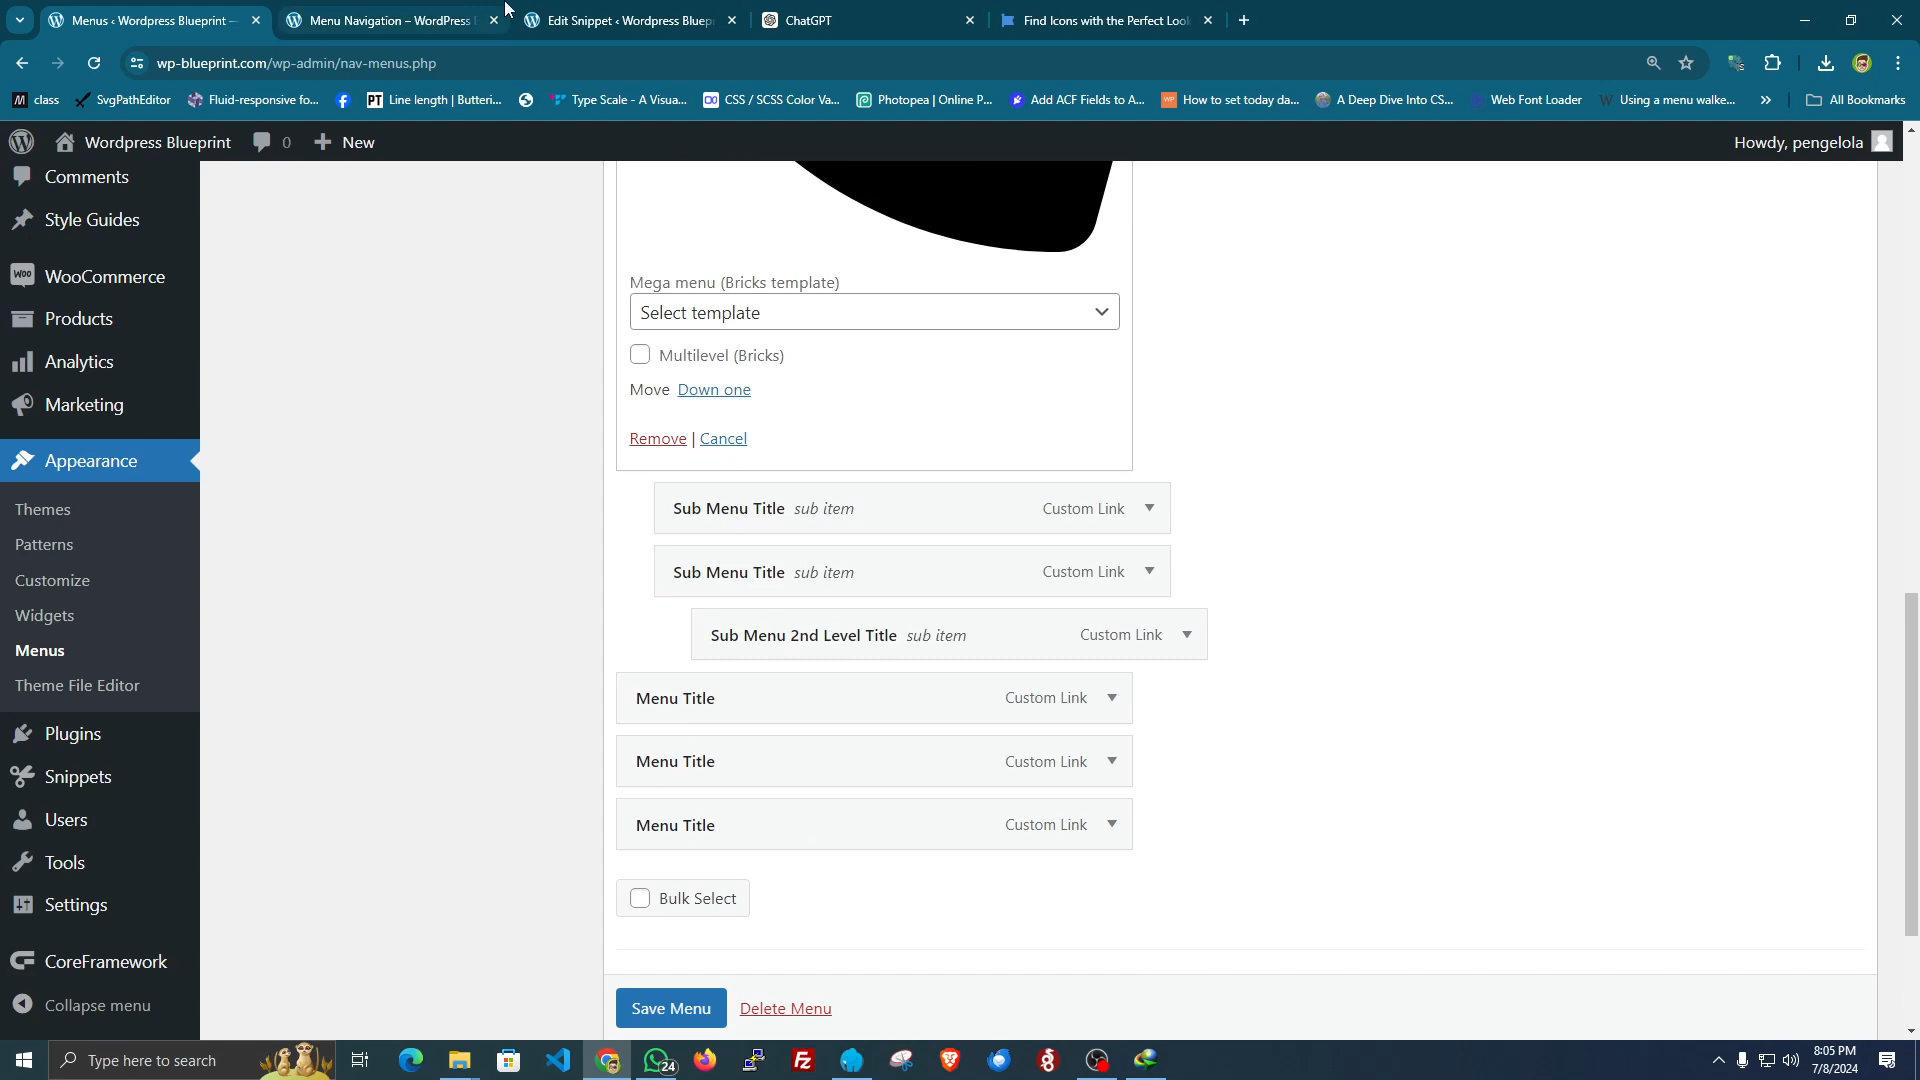 Menus ‹ Wordpress Blueprint —
Menu Navigation – WordPress
Edit Snippet ‹ Wordpress Bluep
ChatGPT
Find Icons with the Perfect Look
wp-blueprint.com/wp-admin/nav-menus.php
class
SvgPathEditor
Fluid-responsive fo...
PT
Line length | Butteri...
Type Scale - A Visua...
CSS / SCSS Color Va...
Photopea | Online P...
Add ACF Fields to A...
WP
How to set today da...
A Deep Dive Into CS...
Web Font Loader
Using a menu walke...
»
All Bookmarks
Wordpress Blueprint
0
New
Howdy, pengelola
Comments
Style Guides
WooCommerce
Products
Analytics
Marketing
Appearance
Themes
Patterns
Customize
Widgets
Menus
Theme File Editor
Plugins
Snippets
Users
Tools
Settings
CoreFramework
Collapse menu
Mega menu (Bricks template)
Select template
Multilevel (Bricks)
Move Down one
Remove | Cancel
Sub Menu Title sub item Custom Link
Sub Menu Title sub item Custom Link
Sub Menu 2nd Level Title sub item Custom Link
Menu Title Custom Link
Menu Title Custom Link
Menu Title Custom Link
Bulk Select
Save Menu Delete Menu
Type here to search
24
8:05 PM
7/8/2024